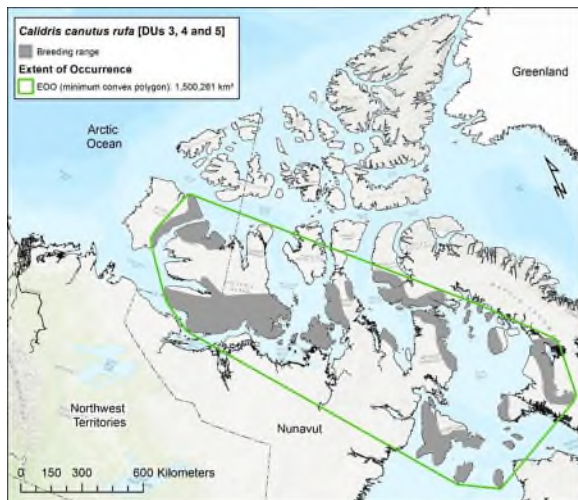 Calidris canutus rufa [DUs 3, 4 and 5]
Breeding range
Extent of Occurrence
EOO (minimum convex polygon): 1,500,261 km²
Greenland
Arctic
Ocean
Northwest
Territories
Nunavut
0 150 300 600 Kilometers
N